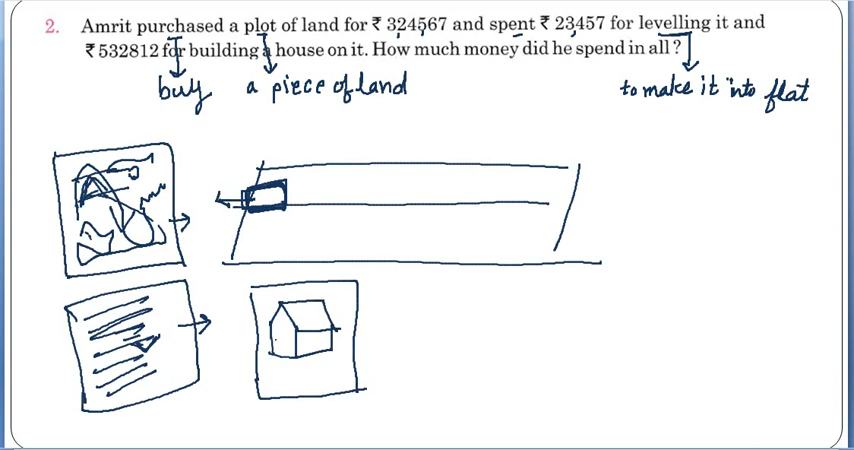 2. Amrit purchased a plot of land for ₹ 324567 and spent ₹ 23457 for levelling it and
₹ 532812 for building a house on it. How much money did he spend in all ?
buy a piece of land to make it into flat